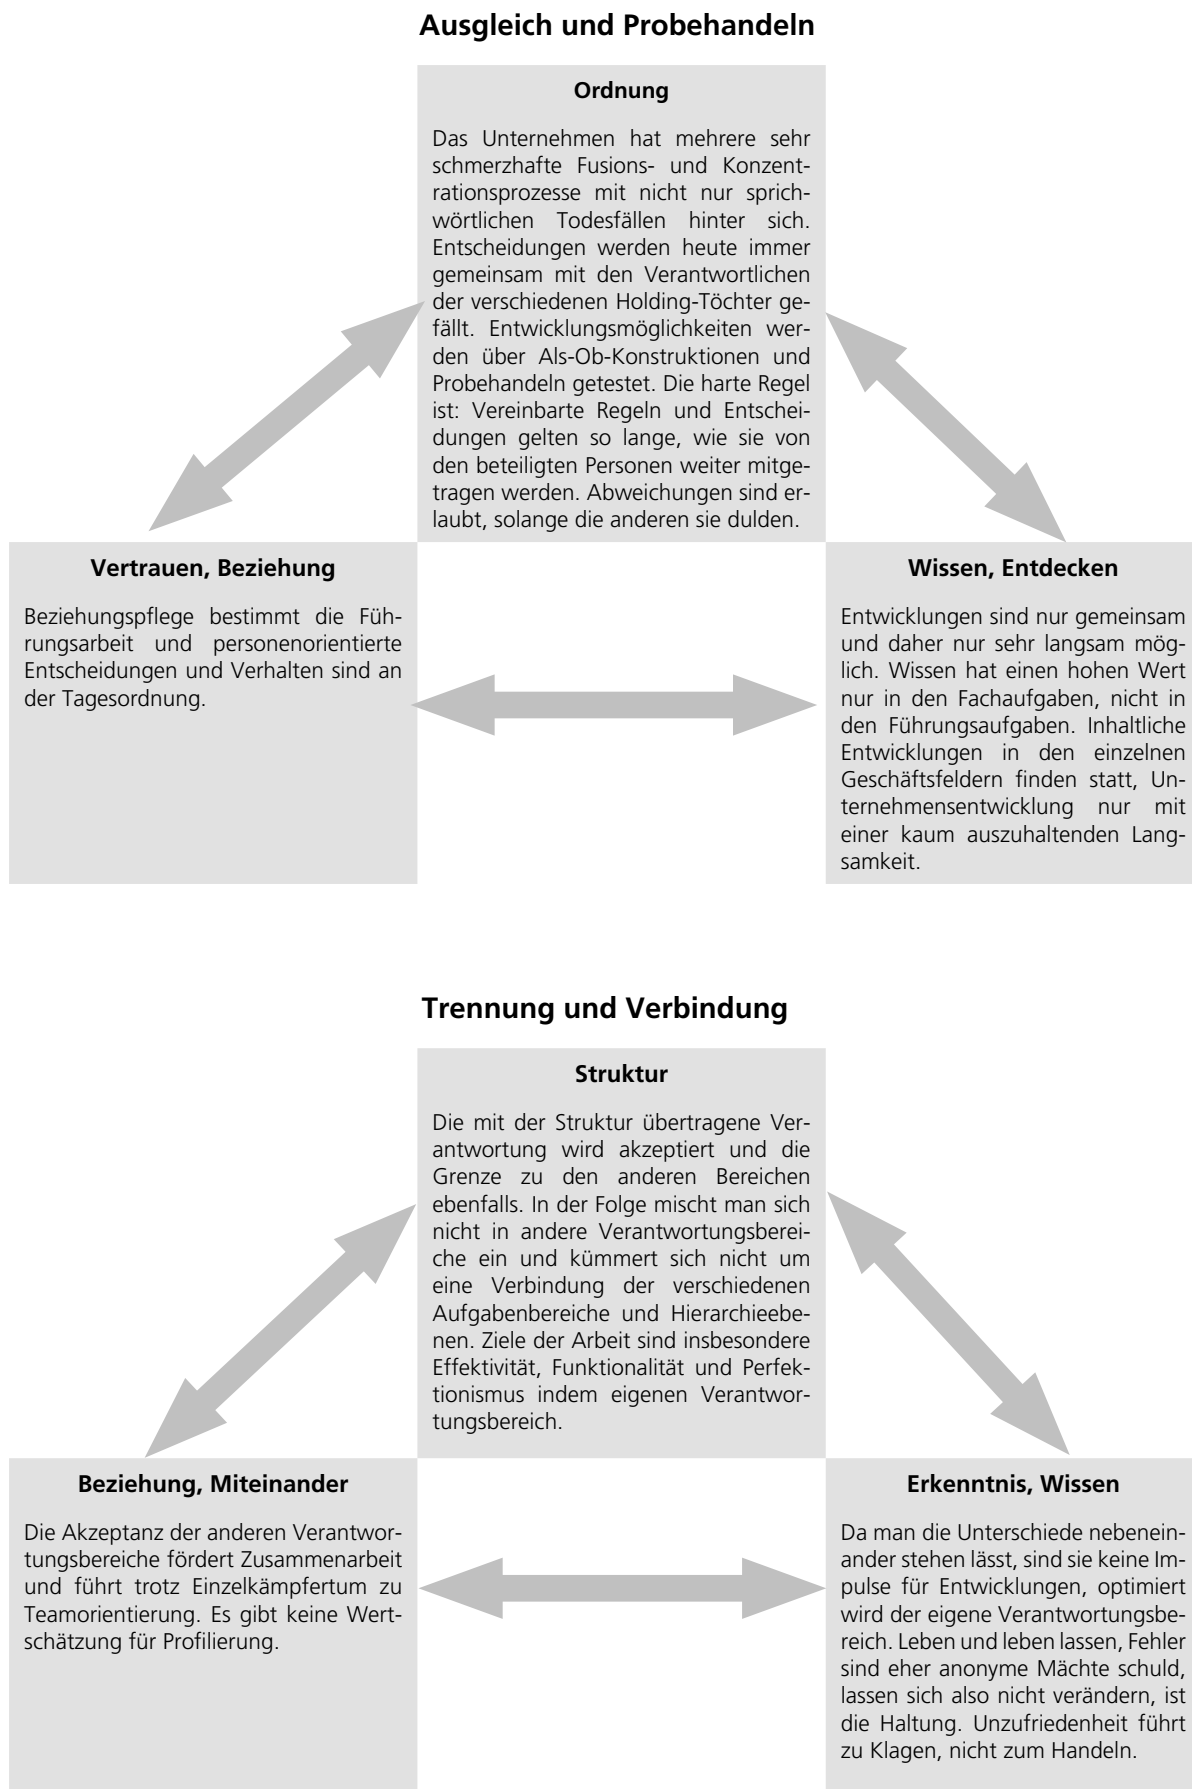 Ausgleich und Probehandeln
Ordnung
Das Unternehmen hat mehrere sehr
schmerzhafte Fusions- und Konzent-
rationsprozesse mit nicht nur sprich-
wörtlichen Todesfällen hinter sich.
Entscheidungen werden heute immer
gemeinsam mit den Verantwortlichen
der verschiedenen Holding-Töchter ge-
fällt. Entwicklungsmöglichkeiten wer-
den über Als-Ob-Konstruktionen und
Probehandeln getestet. Die harte Regel
ist: Vereinbarte Regeln und Entschei-
dungen gelten so lange, wie sie von
den beteiligten Personen weiter mitge-
tragen werden. Abweichungen sind er-
laubt, solange die anderen sie dulden.
Vertrauen, Beziehung
Beziehungspflege bestimmt die Füh-
rungsarbeit und personenorientierte
Entscheidungen und Verhalten sind an
der Tagesordnung.
Wissen, Entdecken
Entwicklungen sind nur gemeinsam
und daher nur sehr langsam mög-
lich. Wissen hat einen hohen Wert
nur in den Fachaufgaben, nicht in
den Führungsaufgaben. Inhaltliche
Entwicklungen in den einzelnen
Geschäftsfeldern finden statt, Un-
ternehmensentwicklung nur mit
einer kaum auszuhaltenden Lang-
samkeit.
Trennung und Verbindung
Struktur
Die mit der Struktur übertragene Ver-
antwortung wird akzeptiert und die
Grenze zu den anderen Bereichen
ebenfalls. In der Folge mischt man sich
nicht in andere Verantwortungsberei-
che ein und kümmert sich nicht um
eine Verbindung der verschiedenen
Aufgabenbereiche und Hierarchieebe-
nen. Ziele der Arbeit sind insbesondere
Effektivität, Funktionalität und Perfek-
tionismus indem eigenen Verantwor-
tungsbereich.
Beziehung, Miteinander
Die Akzeptanz der anderen Verantwor-
tungsbereiche fördert Zusammenarbeit
und führt trotz Einzelkämpfertum zu
Teamorientierung. Es gibt keine Wert-
schätzung für Profilierung.
Erkenntnis, Wissen
Da man die Unterschiede nebenein-
ander stehen lässt, sind sie keine Im-
pulse für Entwicklungen, optimiert
wird der eigene Verantwortungsbe-
reich. Leben und leben lassen, Fehler
sind eher anonyme Mächte schuld,
lassen sich also nicht verändern, ist
die Haltung. Unzufriedenheit führt
zu Klagen, nicht zum Handeln.